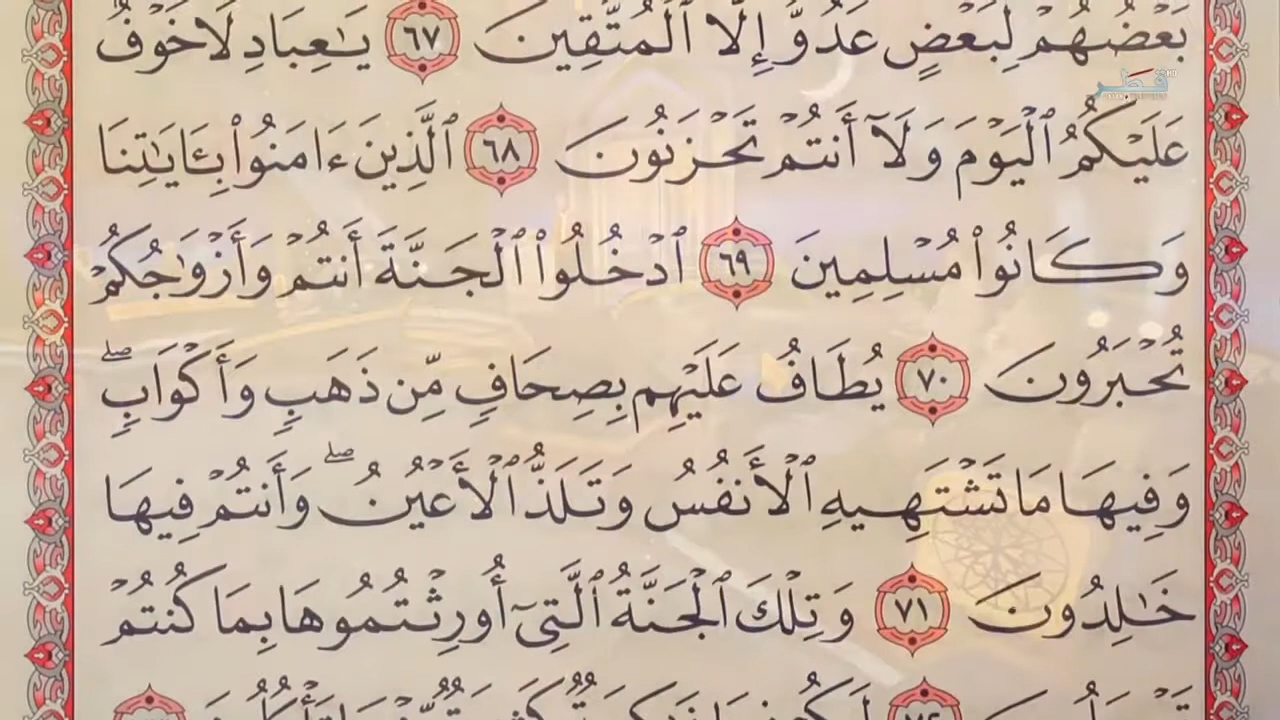 بَعْضُهُمْ لِبَعْضٍ عَدُوٌّ إِلَّا ٱلْمُتَّقِينَ ٦٧ يَٰعِبَادِ لَا خَوْفٌ
قطر HD
عَلَيْكُمُ ٱلْيَوْمَ وَلَآ أَنتُمْ تَحْزَنُونَ ٦٨ ٱلَّذِينَ ءَامَنُوا۟ بِـَٔايَٰتِنَا
وَكَانُوا۟ مُسْلِمِينَ ٦٩ ٱدْخُلُوا۟ ٱلْجَنَّةَ أَنتُمْ وَأَزْوَٰجُكُمْ
تُحْبَرُونَ ٧٠ يُطَافُ عَلَيْهِم بِصِحَافٍ مِّن ذَهَبٍ وَأَكْوَابٍ ۖ
وَفِيهَا مَا تَشْتَهِيهِ ٱلْأَنفُسُ وَتَلَذُّ ٱلْأَعْيُنُ ۖ وَأَنتُمْ فِيهَا
خَٰلِدُونَ ٧١ وَتِلْكَ ٱلْجَنَّةُ ٱلَّتِىٓ أُورِثْتُمُوهَا بِمَا كُنتُمْ